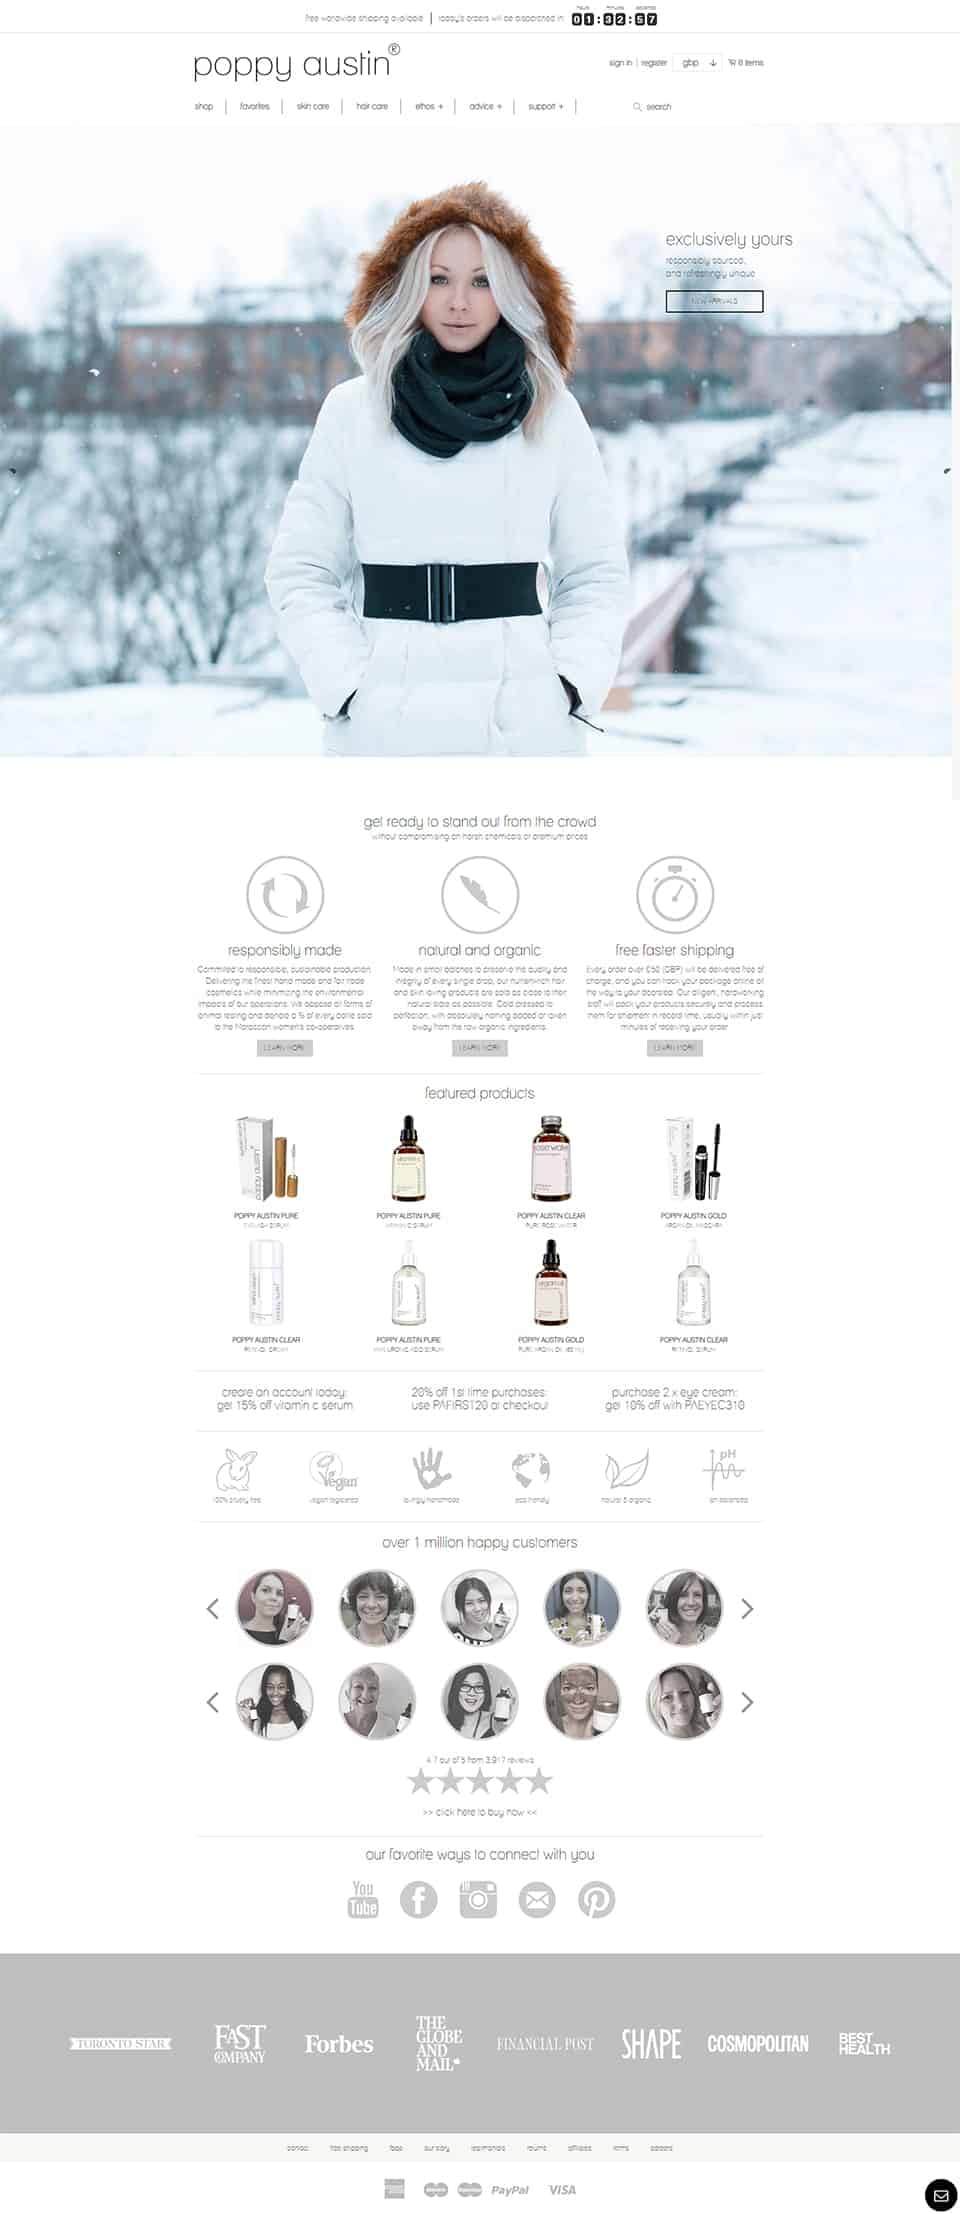 free worldwide shipping available
today's orders will be dispatched in:
hours minutes seconds
01:32:57
poppy austin®
sign in | register
gbp
0 items
shop
favorites
skin care
hair care
ethos +
advice +
support +
search
exclusively yours
responsibly sourced,
and refreshingly unique
NEW ARRIVALS
get ready to stand out from the crowd
without compromising on harsh chemicals or premium prices
responsibly made
Committed to responsible, sustainable production.
Delivering the finest hand made and fair trade
cosmetics while minimizing the environmental
impacts of our operations. We oppose all forms of
animal testing and donate a % of every bottle sold
to the Moroccan women's co-operatives.
LEARN MORE
natural and organic
Made in small batches to preserve the quality and
integrity of every single drop, our nutrient-rich hair
and skin loving products are sold as close to their
natural state as possible. Cold pressed to
perfection, with absolutely nothing added or taken
away from the raw organic ingredients.
LEARN MORE
free faster shipping
Every order over £50 (GBP) will be delivered free of
charge, and you can track your package online all
the way to your doorstep. Our diligent, hardworking
staff will pack your products securely and process
them for shipment in record time, usually within just
minutes of receiving your order.
LEARN MORE
featured products
POPPY AUSTIN PURE
EYELASH SERUM
POPPY AUSTIN PURE
VITAMIN C SERUM
POPPY AUSTIN CLEAR
PURE ROSE WATER
POPPY AUSTIN GOLD
ARGAN OIL MASCARA
POPPY AUSTIN CLEAR
RETINOL CREAM
POPPY AUSTIN PURE
HYALURONIC ACID SERUM
POPPY AUSTIN GOLD
PURE ARGAN OIL (60 ML)
POPPY AUSTIN CLEAR
RETINOL SERUM
create an account today:
get 15% off vitamin c serum
20% off 1st time purchases:
use PAFIRST20 at checkout
purchase 2 x eye cream:
get 10% off with PAEYEC310
vegan
pH
100% cruelty free
vegan registered
lovingly handmade
eco friendly
natural & organic
ph balanced
over 1 million happy customers
4.7 out of 5 from 3,917 reviews
>> click here to buy now <<
our favorite ways to connect with you
You
Tube
TORONTO STAR
FAST
COMPANY
Forbes
THE
GLOBE
AND
MAIL
FINANCIAL POST
SHAPE
COSMOPOLITAN
BEST
HEALTH
contact
free shipping
faqs
our story
testimonials
returns
affiliates
terms
careers
PayPal
VISA